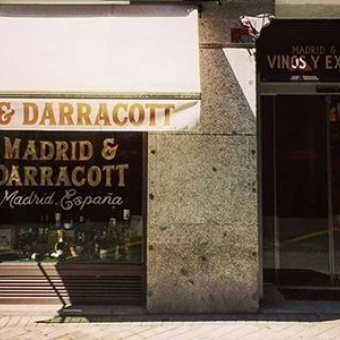 & DARRACOTT
MADRID &
DARRACOTT
Madrid, España
MADRID &
VINOS Y EX